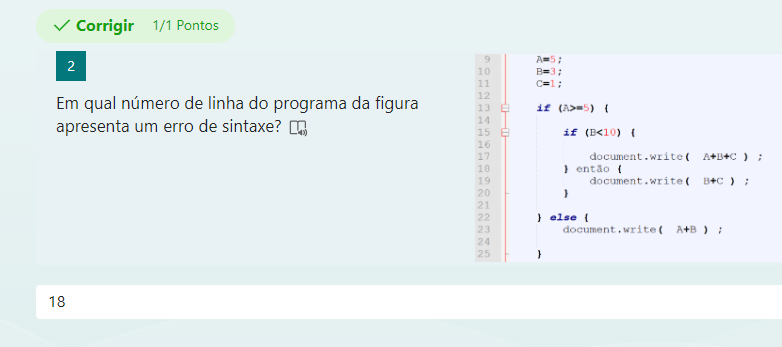 Corrigir 1/1 Pontos
2
Em qual número de linha do programa da figura
apresenta um erro de sintaxe?
9 A=5;
10 B=3;
11 C=1;
12
13 if (A>=5) {
14
15 if (B<10) {
16
17 document.write( A+B+C ) ;
18 } então {
19 document.write( B+C ) ;
20 }
21
22 } else {
23 document.write( A+B ) ;
24
25 }
18